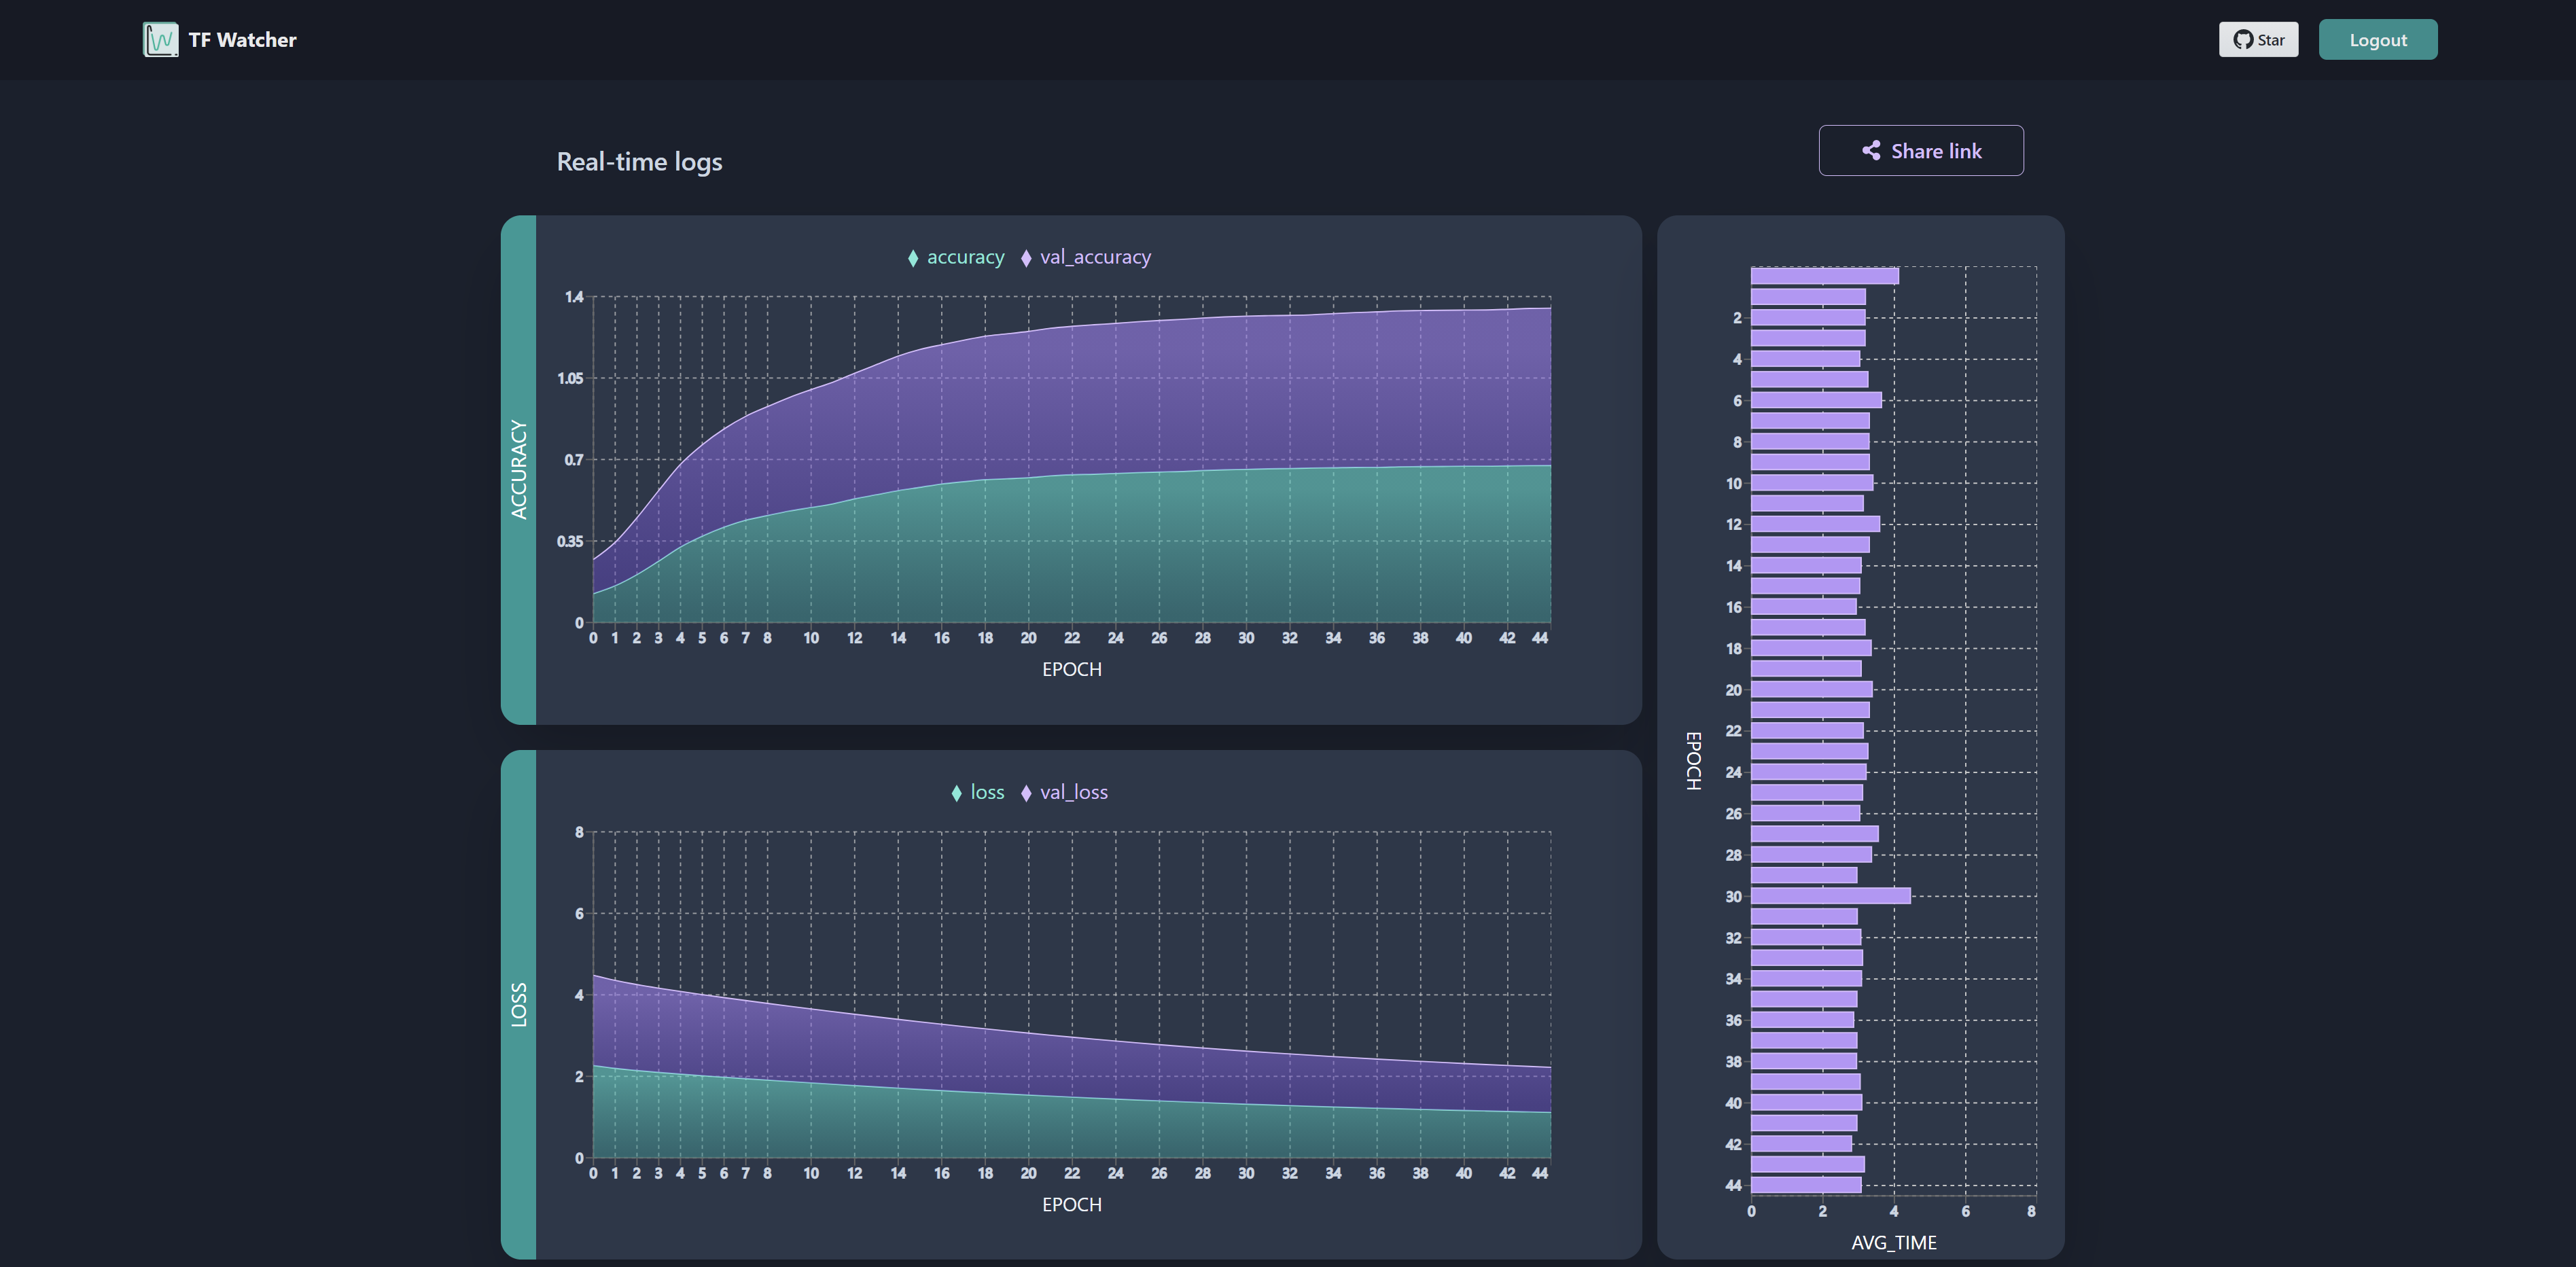 TF Watcher
Star
Logout
Real-time logs
Share link
accuracy val_accuracy
1.4
1.05
0.7
0.35
0
ACCURACY
0 1 2 3 4 5 6 7 8 10 12 14 16 18 20 22 24 26 28 30 32 34 36 38 40 42 44
EPOCH
loss val_loss
8
6
4
2
0
LOSS
0 1 2 3 4 5 6 7 8 10 12 14 16 18 20 22 24 26 28 30 32 34 36 38 40 42 44
EPOCH
2
4
6
8
10
12
14
16
18
20
22
24
26
28
30
32
34
36
38
40
42
44
EPOCH
0 2 4 6 8
AVG_TIME